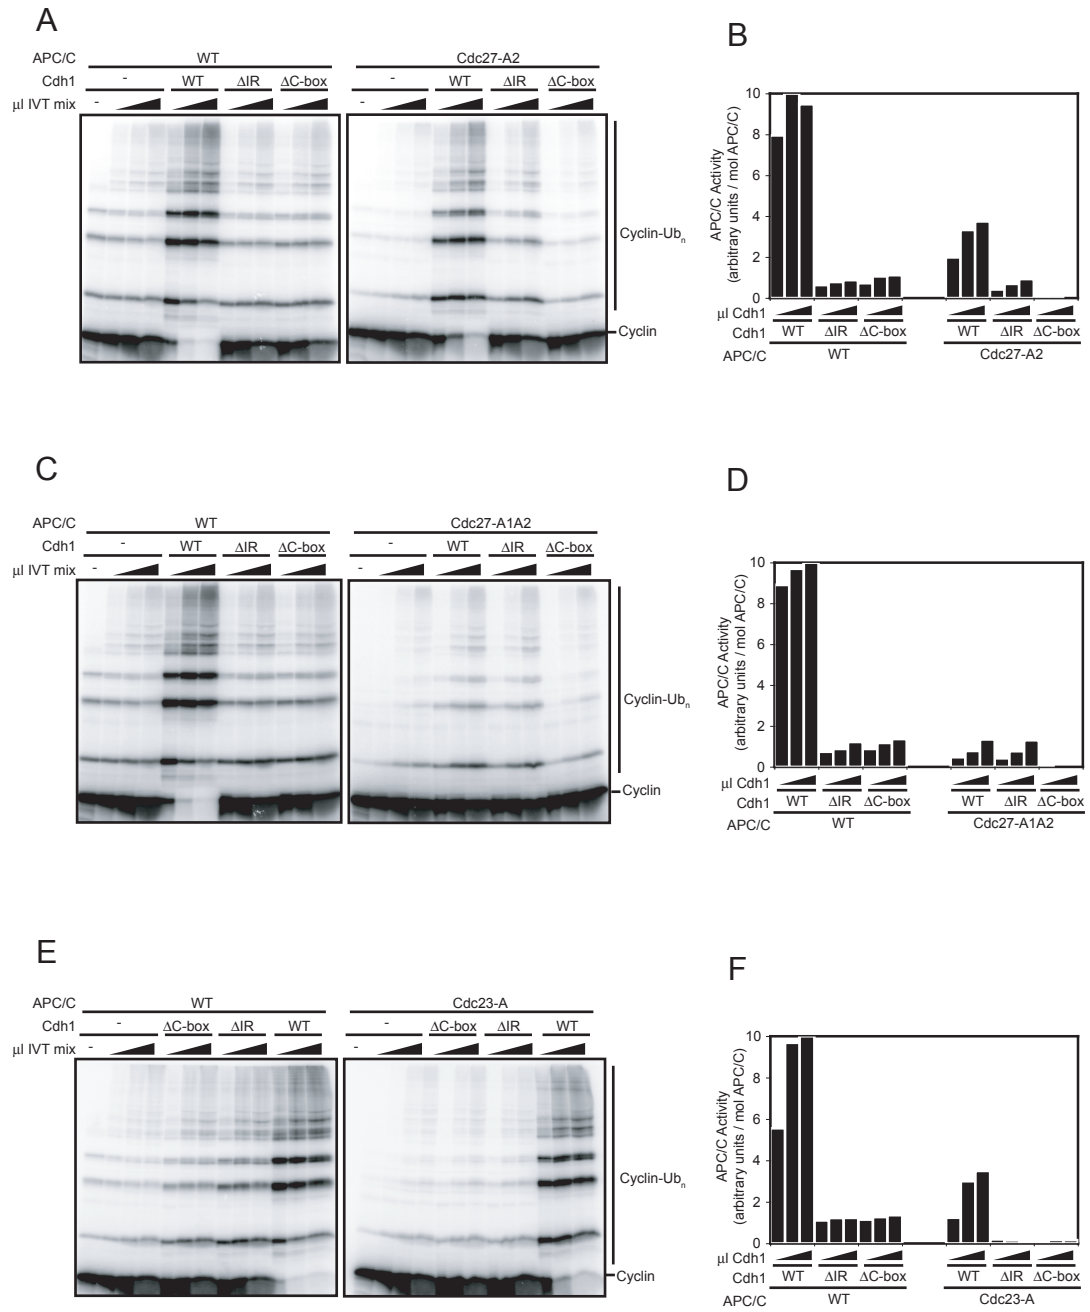 A
APC/C WT Cdc27-A2
Cdh1 - WT ΔIR ΔC-box - WT ΔIR ΔC-box
µl IVT mix - -
Cyclin-Ubn
Cyclin
B
APC/C Activity
(arbitrary units / mol APC/C)
10
8
6
4
2
0
µl Cdh1
Cdh1 WT ΔIR ΔC-box WT ΔIR ΔC-box
APC/C WT Cdc27-A2
C
APC/C WT Cdc27-A1A2
Cdh1 - WT ΔIR ΔC-box - WT ΔIR ΔC-box
µl IVT mix - -
Cyclin-Ubn
Cyclin
D
APC/C Activity
(arbitrary units / mol APC/C)
10
8
6
4
2
0
µl Cdh1
Cdh1 WT ΔIR ΔC-box WT ΔIR ΔC-box
APC/C WT Cdc27-A1A2
E
APC/C WT Cdc23-A
Cdh1 - ΔC-box ΔIR WT - ΔC-box ΔIR WT
µl IVT mix - -
Cyclin-Ubn
Cyclin
F
APC/C Activity
(arbitrary units / mol APC/C)
10
8
6
4
2
0
µl Cdh1
Cdh1 WT ΔIR ΔC-box WT ΔIR ΔC-box
APC/C WT Cdc23-A